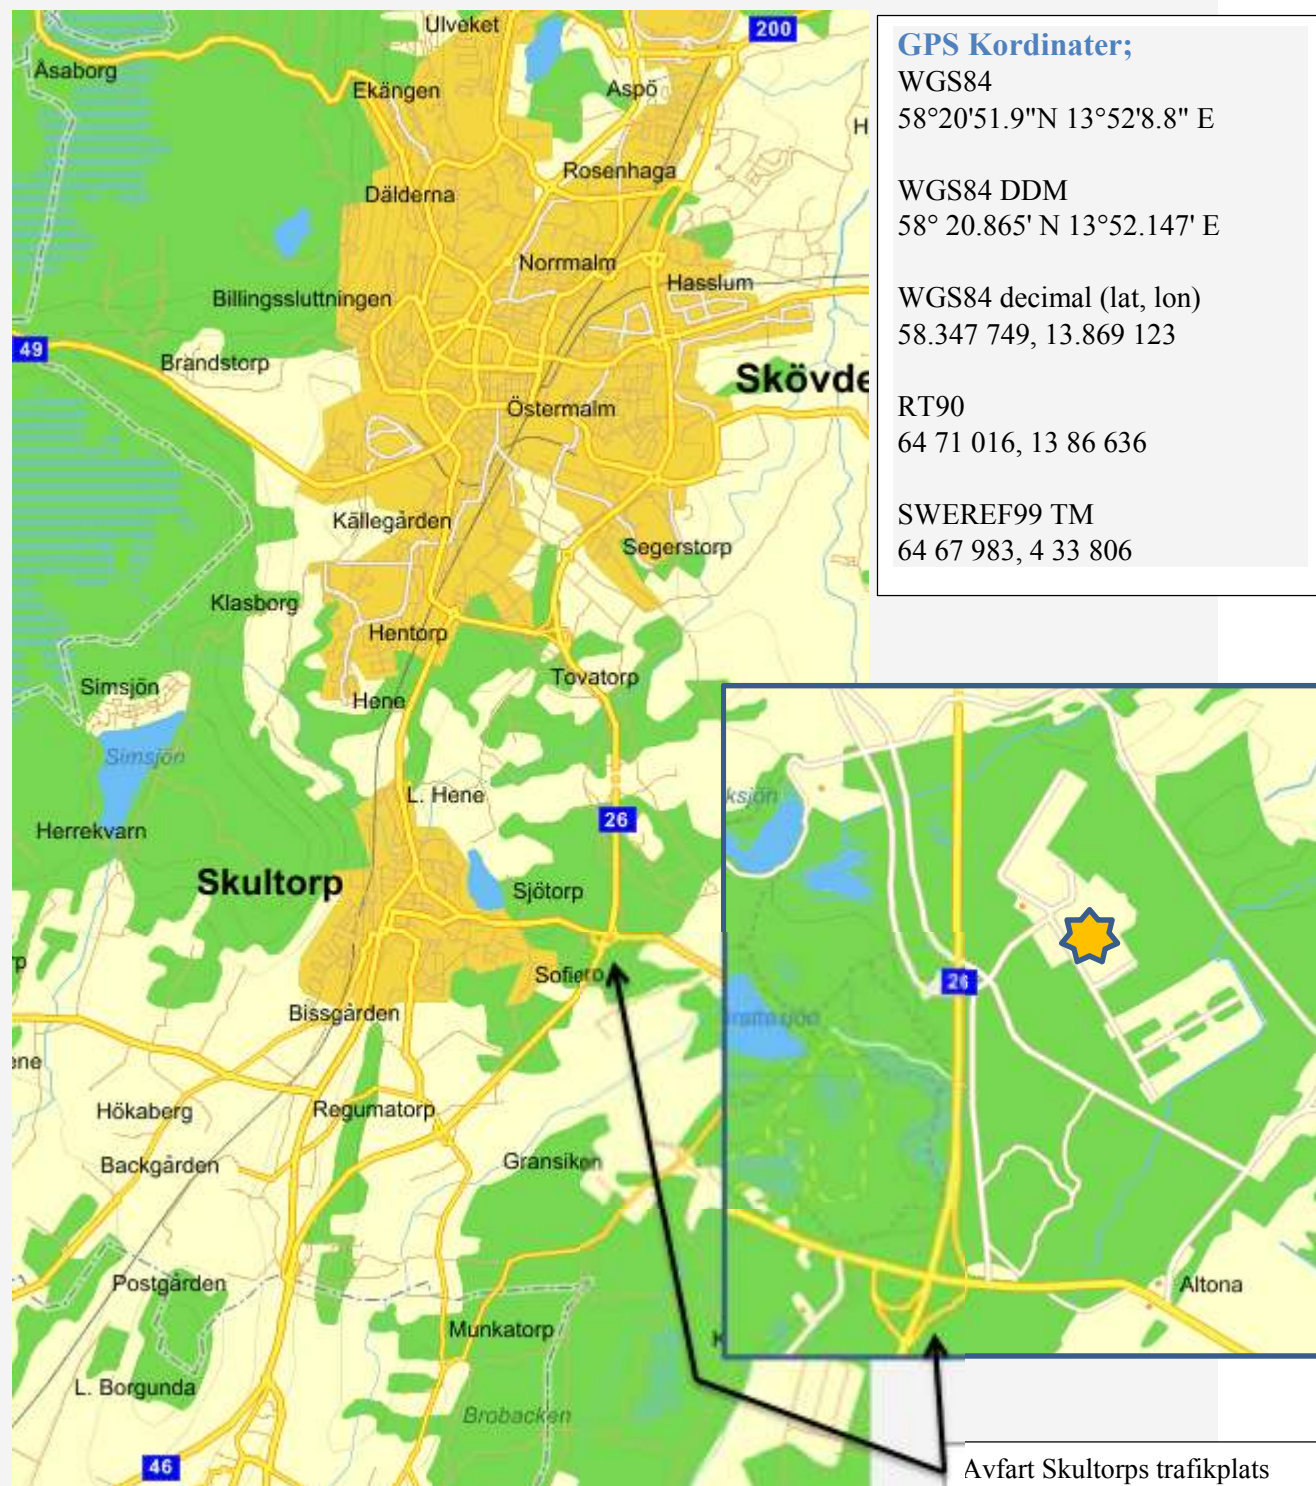 Ulveket
200
Åsaborg
Ekängen
Aspö
H
Rosenhaga
Dälderna
Norrmalm
Hasslum
Billingssluttningen
49
Brandstorp
Skövde
Östermalm
Källegården
Segerstorp
Klasborg
Hentorp
Simsjön
Tovatorp
Hene
Simsjön
L. Hene
26
Herrekvarn
Skultorp
Sjötorp
Sofiero
Bissgården
Hökaberg
Regumatorp
Backgården
Gransiken
Postgården
Munkatorp
L. Borgunda
Brobacken
46
GPS Kordinater;
WGS84
58°20'51.9"N 13°52'8.8" E
WGS84 DDM
58° 20.865' N 13°52.147' E
WGS84 decimal (lat, lon)
58.347 749, 13.869 123
RT90
64 71 016, 13 86 636
SWEREF99 TM
64 67 983, 4 33 806
ksjön
26
Altona
Avfart Skultorps trafikplats